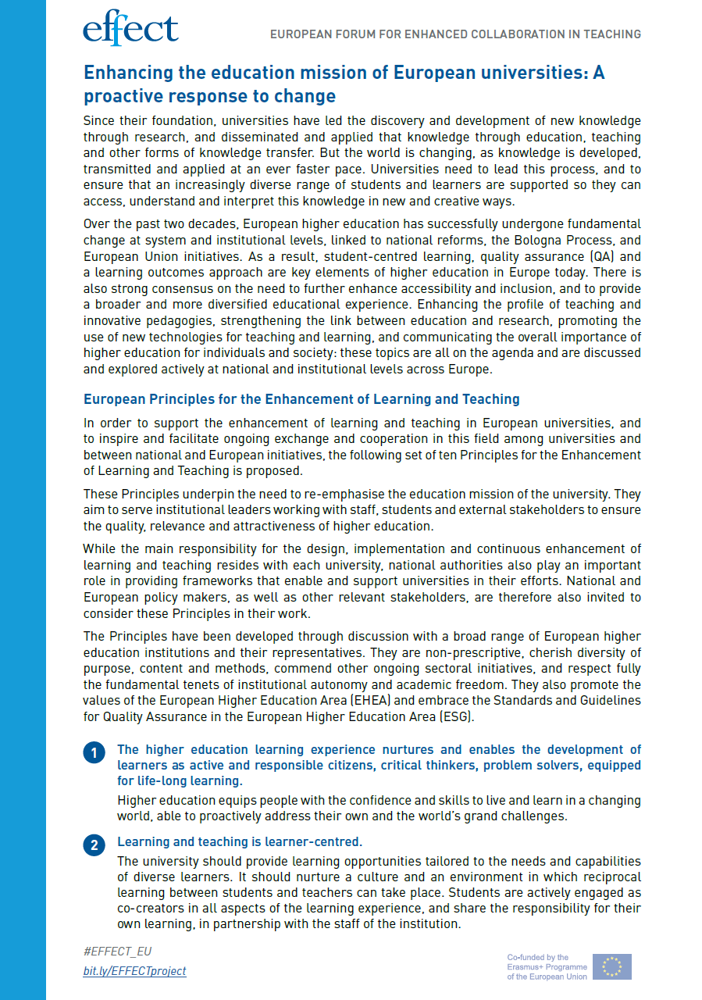 effect
EUROPEAN FORUM FOR ENHANCED COLLABORATION IN TEACHING
Enhancing the education mission of European universities: A
proactive response to change
Since their foundation, universities have led the discovery and development of new knowledge
through research, and disseminated and applied that knowledge through education, teaching
and other forms of knowledge transfer. But the world is changing, as knowledge is developed,
transmitted and applied at an ever faster pace. Universities need to lead this process, and to
ensure that an increasingly diverse range of students and learners are supported so they can
access, understand and interpret this knowledge in new and creative ways.
Over the past two decades, European higher education has successfully undergone fundamental
change at system and institutional levels, linked to national reforms, the Bologna Process, and
European Union initiatives. As a result, student-centred learning, quality assurance (QA) and
a learning outcomes approach are key elements of higher education in Europe today. There is
also strong consensus on the need to further enhance accessibility and inclusion, and to provide
a broader and more diversified educational experience. Enhancing the profile of teaching and
innovative pedagogies, strengthening the link between education and research, promoting the
use of new technologies for teaching and learning, and communicating the overall importance of
higher education for individuals and society: these topics are all on the agenda and are discussed
and explored actively at national and institutional levels across Europe.
European Principles for the Enhancement of Learning and Teaching
In order to support the enhancement of learning and teaching in European universities, and
to inspire and facilitate ongoing exchange and cooperation in this field among universities and
between national and European initiatives, the following set of ten Principles for the Enhancement
of Learning and Teaching is proposed.
These Principles underpin the need to re-emphasise the education mission of the university. They
aim to serve institutional leaders working with staff, students and external stakeholders to ensure
the quality, relevance and attractiveness of higher education.
While the main responsibility for the design, implementation and continuous enhancement of
learning and teaching resides with each university, national authorities also play an important
role in providing frameworks that enable and support universities in their efforts. National and
European policy makers, as well as other relevant stakeholders, are therefore also invited to
consider these Principles in their work.
The Principles have been developed through discussion with a broad range of European higher
education institutions and their representatives. They are non-prescriptive, cherish diversity of
purpose, content and methods, commend other ongoing sectoral initiatives, and respect fully
the fundamental tenets of institutional autonomy and academic freedom. They also promote the
values of the European Higher Education Area (EHEA) and embrace the Standards and Guidelines
for Quality Assurance in the European Higher Education Area (ESG).
1 The higher education learning experience nurtures and enables the development of
learners as active and responsible citizens, critical thinkers, problem solvers, equipped
for life-long learning.
Higher education equips people with the confidence and skills to live and learn in a changing
world, able to proactively address their own and the world's grand challenges.
2 Learning and teaching is learner-centred.
The university should provide learning opportunities tailored to the needs and capabilities
of diverse learners. It should nurture a culture and an environment in which reciprocal
learning between students and teachers can take place. Students are actively engaged as
co-creators in all aspects of the learning experience, and share the responsibility for their
own learning, in partnership with the staff of the institution.
#EFFECT_EU
bit.ly/EFFECTproject
Co-funded by the
Erasmus+ Programme
of the European Union